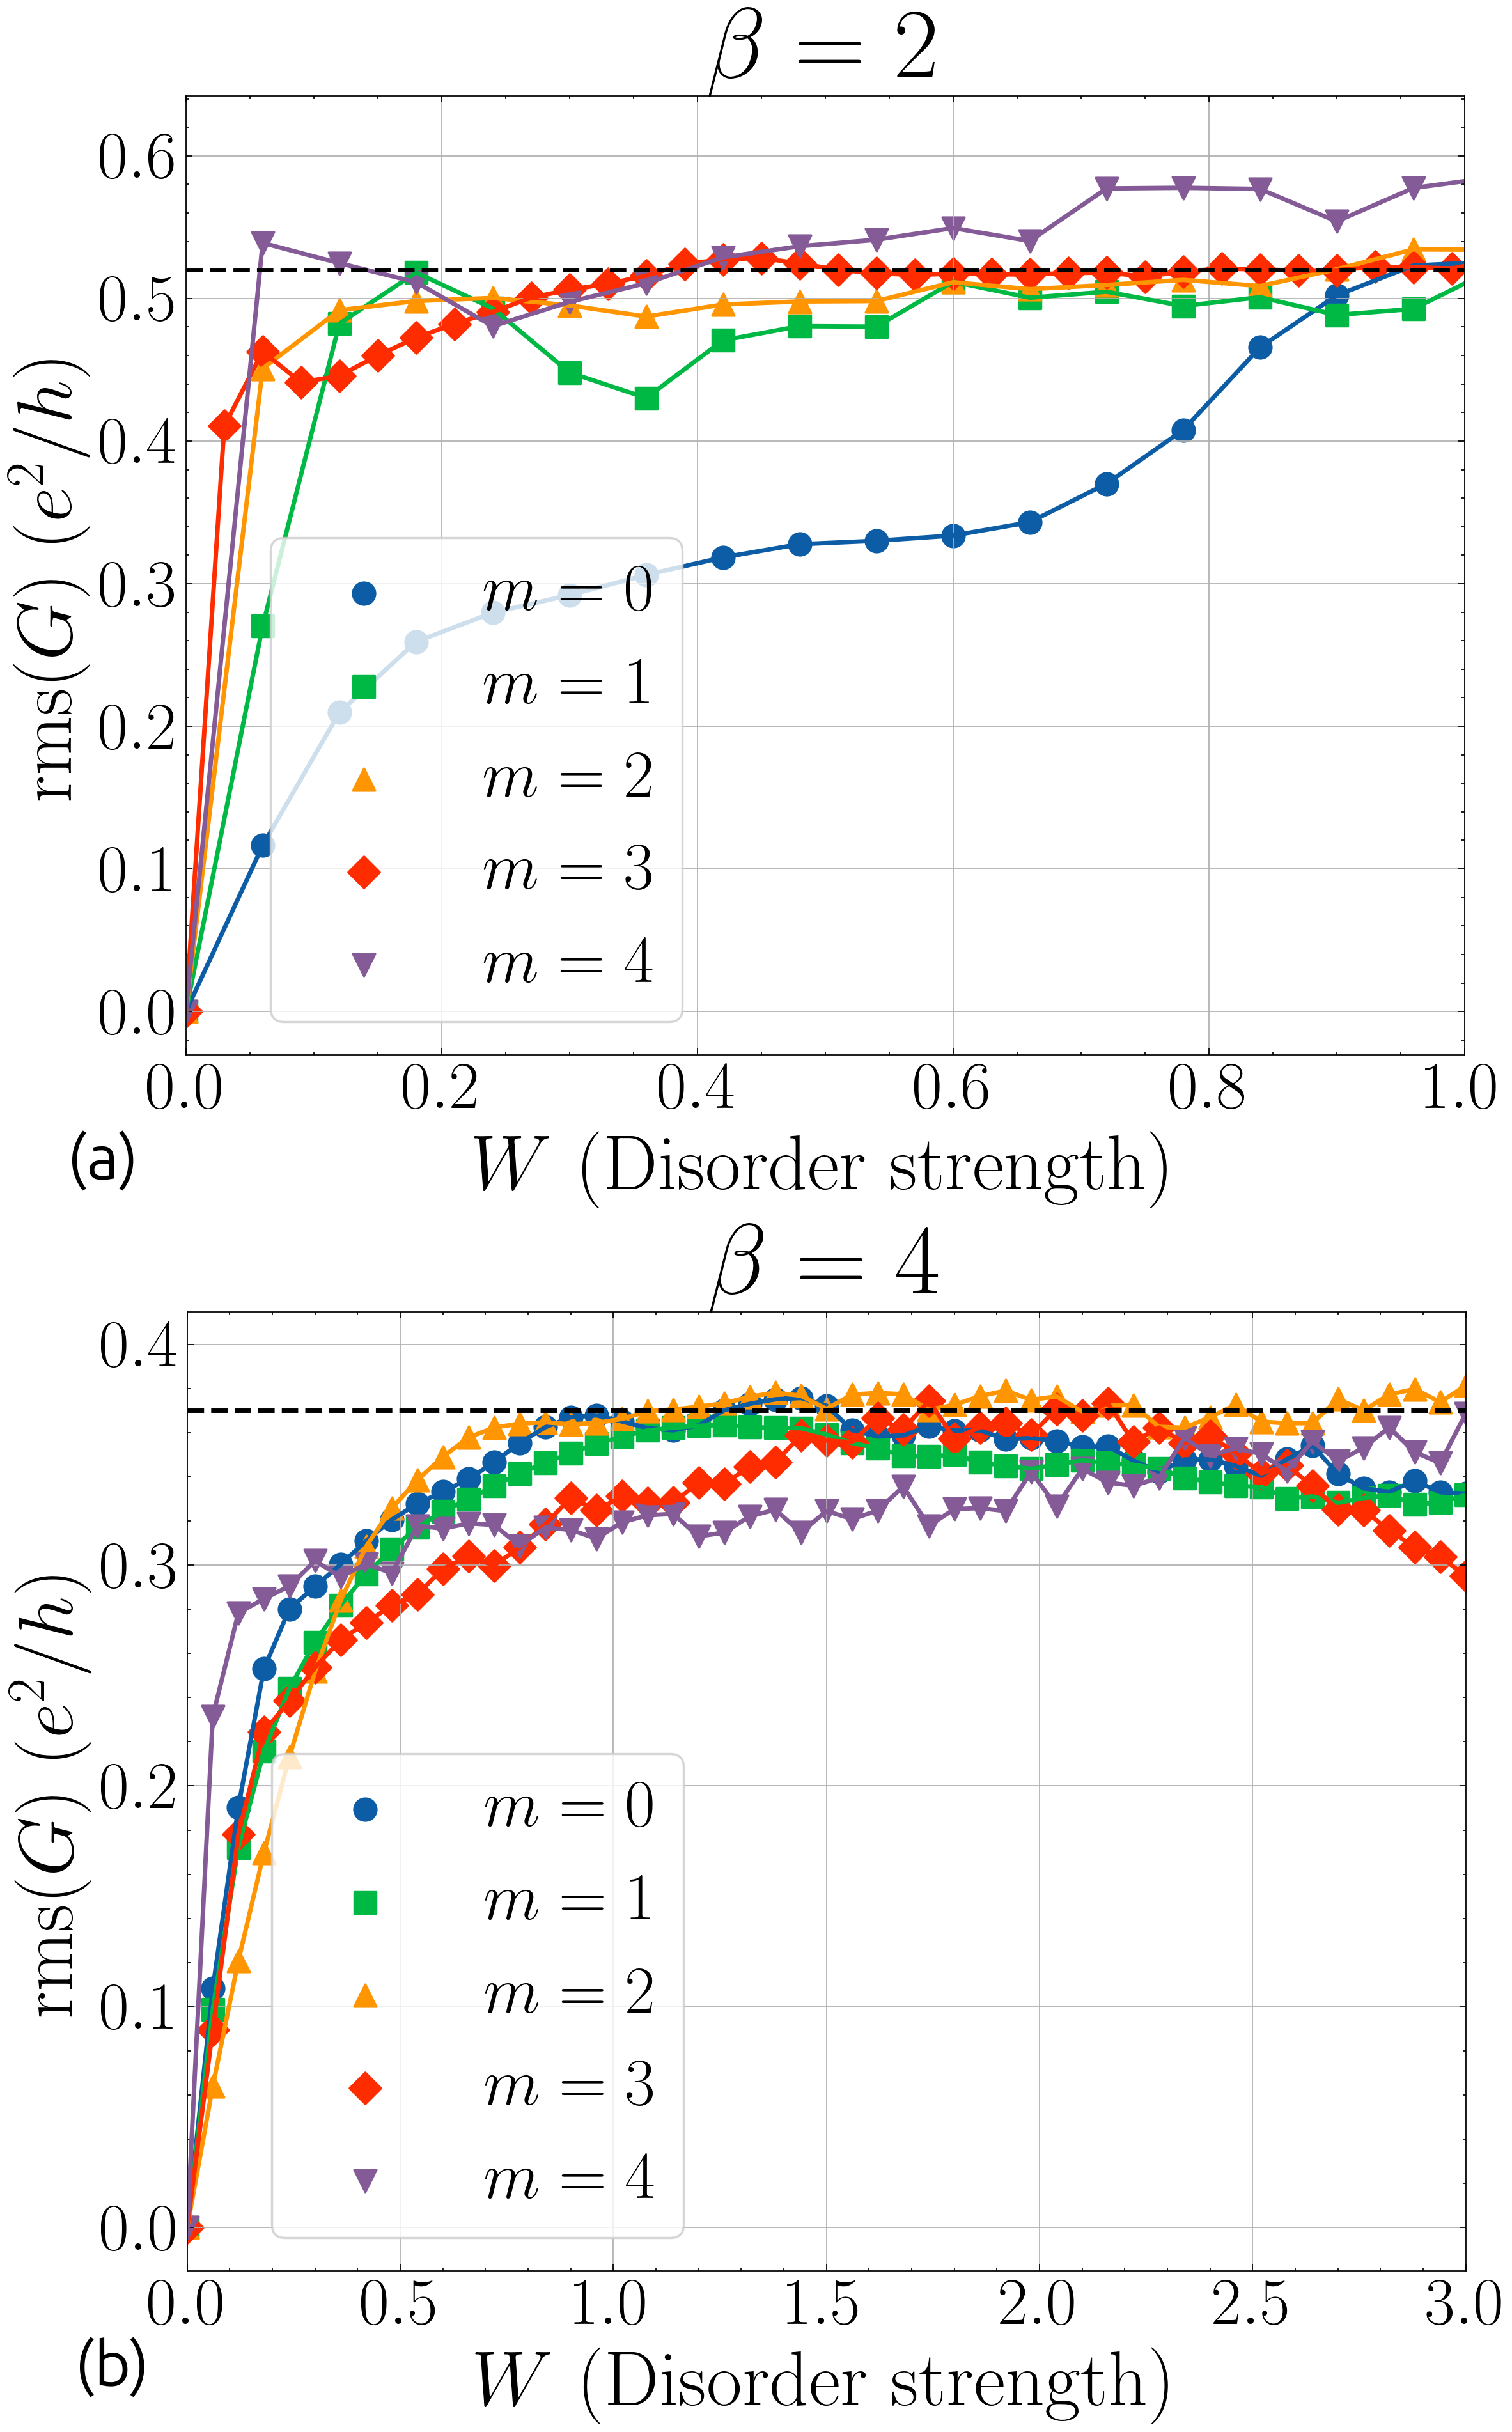 β = 2
rms(G) (e²/h)
0.6
0.5
0.4
0.3
0.2
0.1
0.0
m = 0
m = 1
m = 2
m = 3
m = 4
0.0 0.2 0.4 0.6 0.8 1.0
W (Disorder strength)
(a)
β = 4
rms(G) (e²/h)
0.4
0.3
0.2
0.1
0.0
m = 0
m = 1
m = 2
m = 3
m = 4
0.0 0.5 1.0 1.5 2.0 2.5 3.0
W (Disorder strength)
(b)